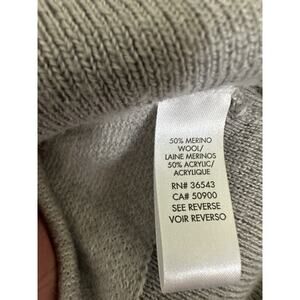 50% MERINO
WOOL/
LAINE MERINOS
50% ACRYLIC/
ACRYLIQUE
RN# 36543
CA# 50900
SEE REVERSE
VOIR REVERSO